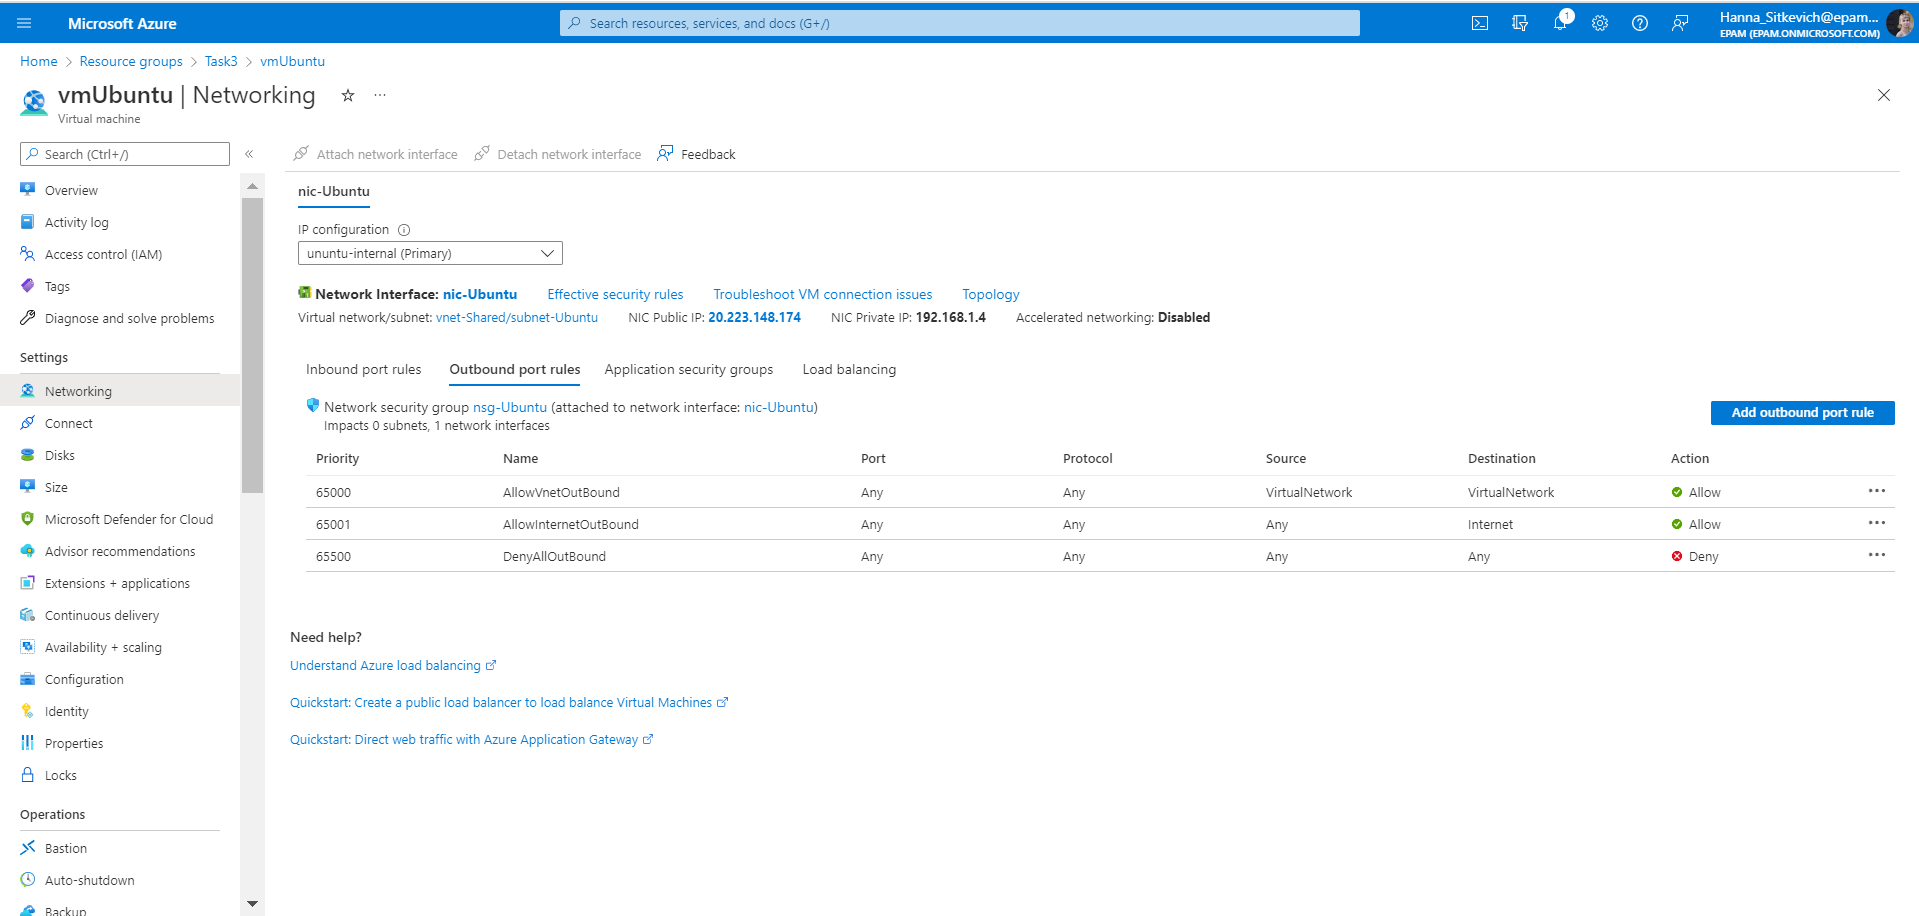 Microsoft Azure
Search resources, services, and docs (G+/)
1
Hanna_Sitkevich@epam...
EPAM (EPAM.ONMICROSOFT.COM)
Home > Resource groups > Task3 > vmUbuntu
vmUbuntu | Networking
Virtual machine
Search (Ctrl+/)
Overview
Activity log
Access control (IAM)
Tags
Diagnose and solve problems
Settings
Networking
Connect
Disks
Size
Microsoft Defender for Cloud
Advisor recommendations
Extensions + applications
Continuous delivery
Availability + scaling
Configuration
Identity
Properties
Locks
Operations
Bastion
Auto-shutdown
Backup
Attach network interface Detach network interface Feedback
nic-Ubuntu
IP configuration
ununtu-internal (Primary)
Network Interface: nic-Ubuntu Effective security rules Troubleshoot VM connection issues Topology
Virtual network/subnet: vnet-Shared/subnet-Ubuntu NIC Public IP: 20.223.148.174 NIC Private IP: 192.168.1.4 Accelerated networking: Disabled
Inbound port rules Outbound port rules Application security groups Load balancing
Network security group nsg-Ubuntu (attached to network interface: nic-Ubuntu)
Impacts 0 subnets, 1 network interfaces
Add outbound port rule
Priority Name Port Protocol Source Destination Action
65000 AllowVnetOutBound Any Any VirtualNetwork VirtualNetwork Allow
65001 AllowInternetOutBound Any Any Any Internet Allow
65500 DenyAllOutBound Any Any Any Any Deny
Need help?
Understand Azure load balancing
Quickstart: Create a public load balancer to load balance Virtual Machines
Quickstart: Direct web traffic with Azure Application Gateway